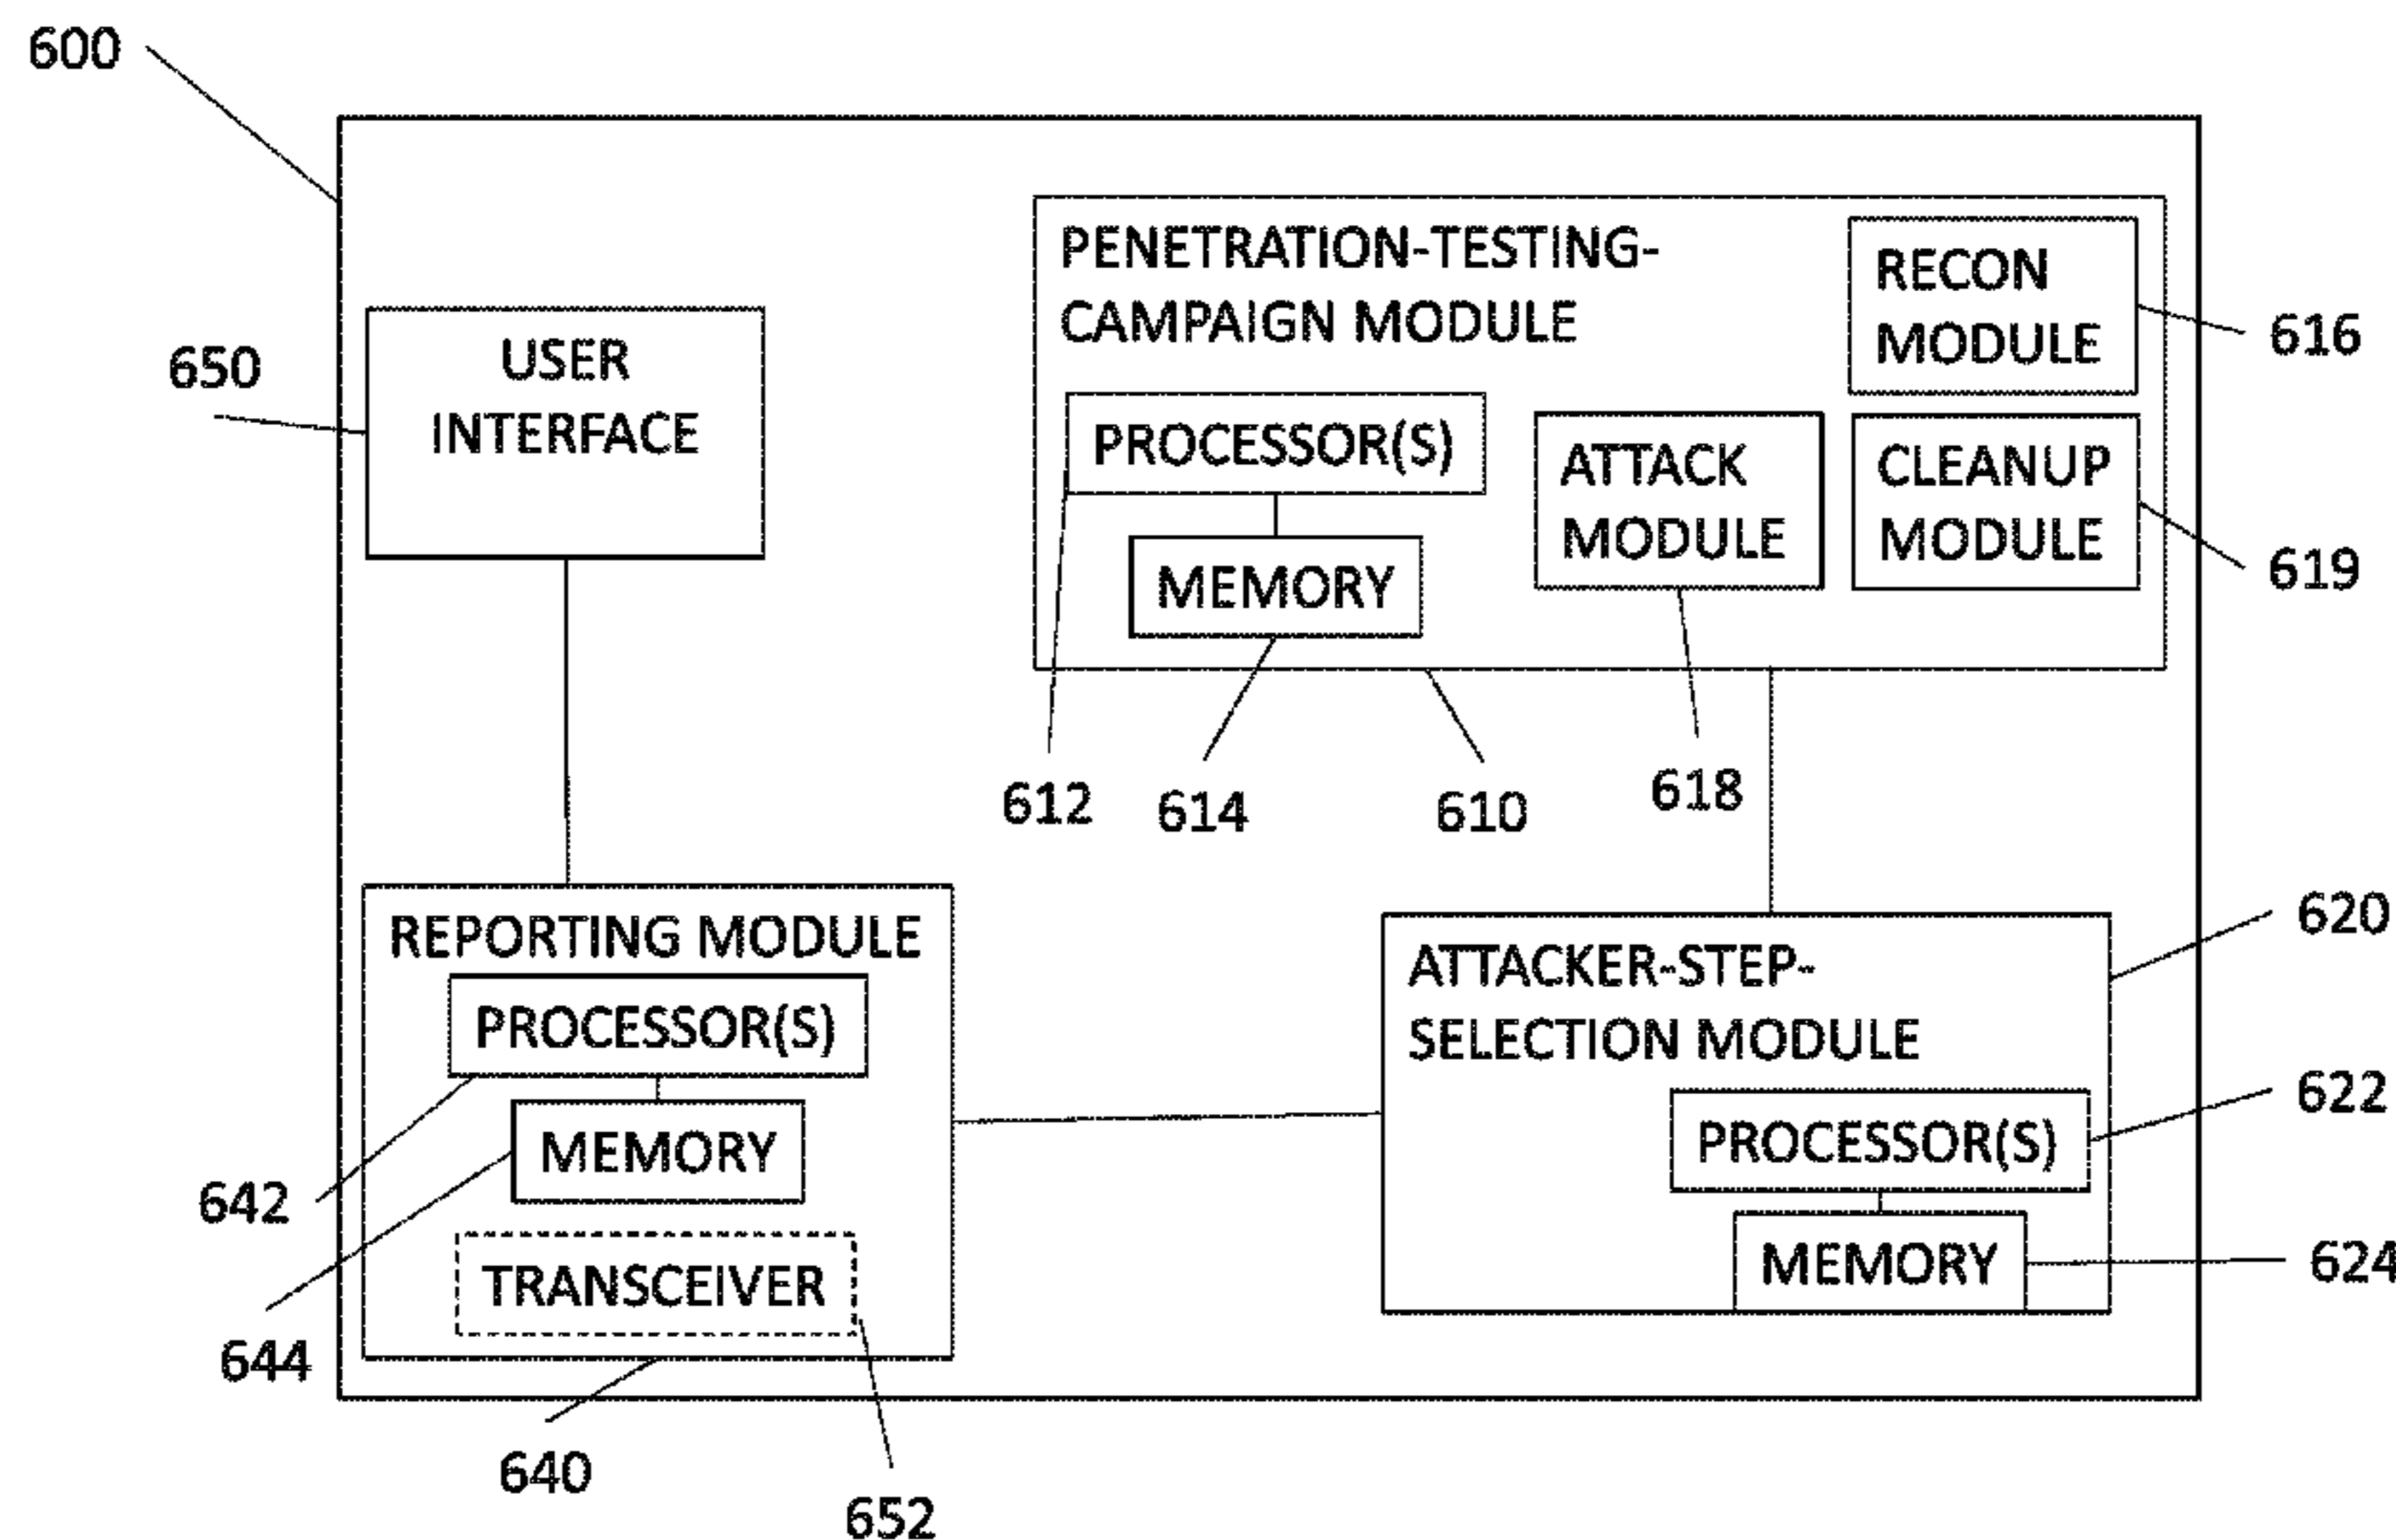 600
PENETRATION-TESTING-
CAMPAIGN MODULE
RECON
MODULE
616
USER
INTERFACE
650
PROCESSOR(S)
MEMORY
ATTACK
MODULE
CLEANUP
MODULE
619
612
614
610
618
REPORTING MODULE
PROCESSOR(S)
MEMORY
TRANSCEIVER
642
644
640
652
ATTACKER-STEP-
SELECTION MODULE
620
PROCESSOR(S)
622
MEMORY
624